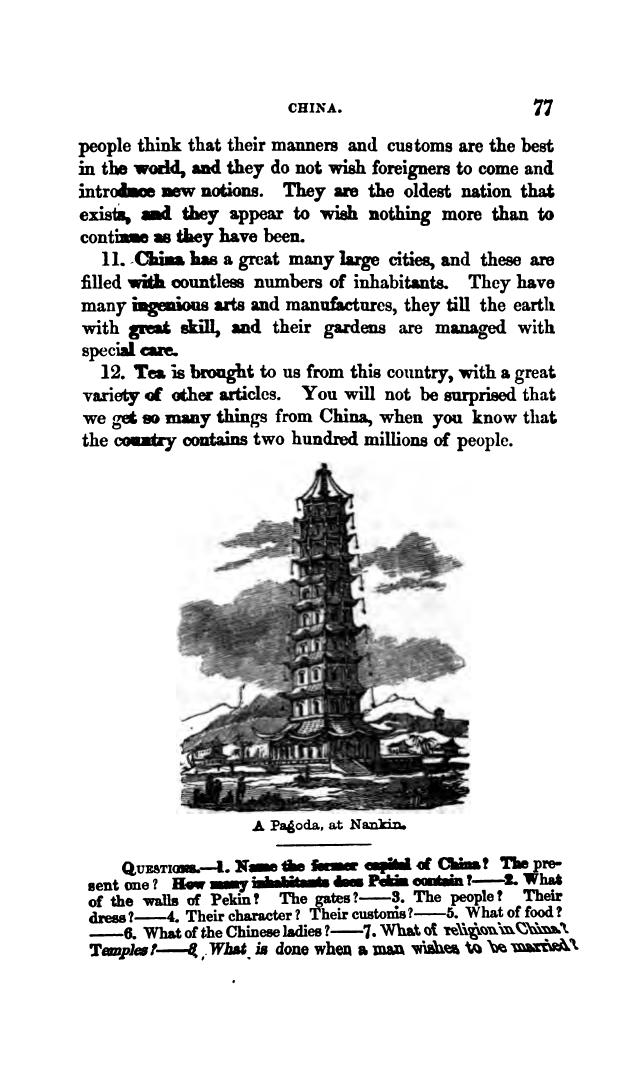 CHINA. 77
people think that their manners and customs are the best
in the world, and they do not wish foreigners to come and
introduce new notions. They are the oldest nation that
exists, and they appear to wish nothing more than to
continue as they have been.
11. China has a great many large cities, and these are
filled with countless numbers of inhabitants. They have
many ingenious arts and manufactures, they till the earth
with great skill, and their gardens are managed with
special care.
12. Tea is brought to us from this country, with a great
variety of other articles. You will not be surprised that
we get so many things from China, when you know that
the country contains two hundred millions of people.
A Pagoda, at Nankin.
QUESTIONS.—1. Name the former capital of China? The pre-
sent one? How many inhabitants does Pekin contain?—2. What
of the walls of Pekin? The gates?—3. The people? Their
dress?—4. Their character? Their customs?—5. What of food?
—6. What of the Chinese ladies?—7. What of religion in China?
Temples?—8. What is done when a man wishes to be married?